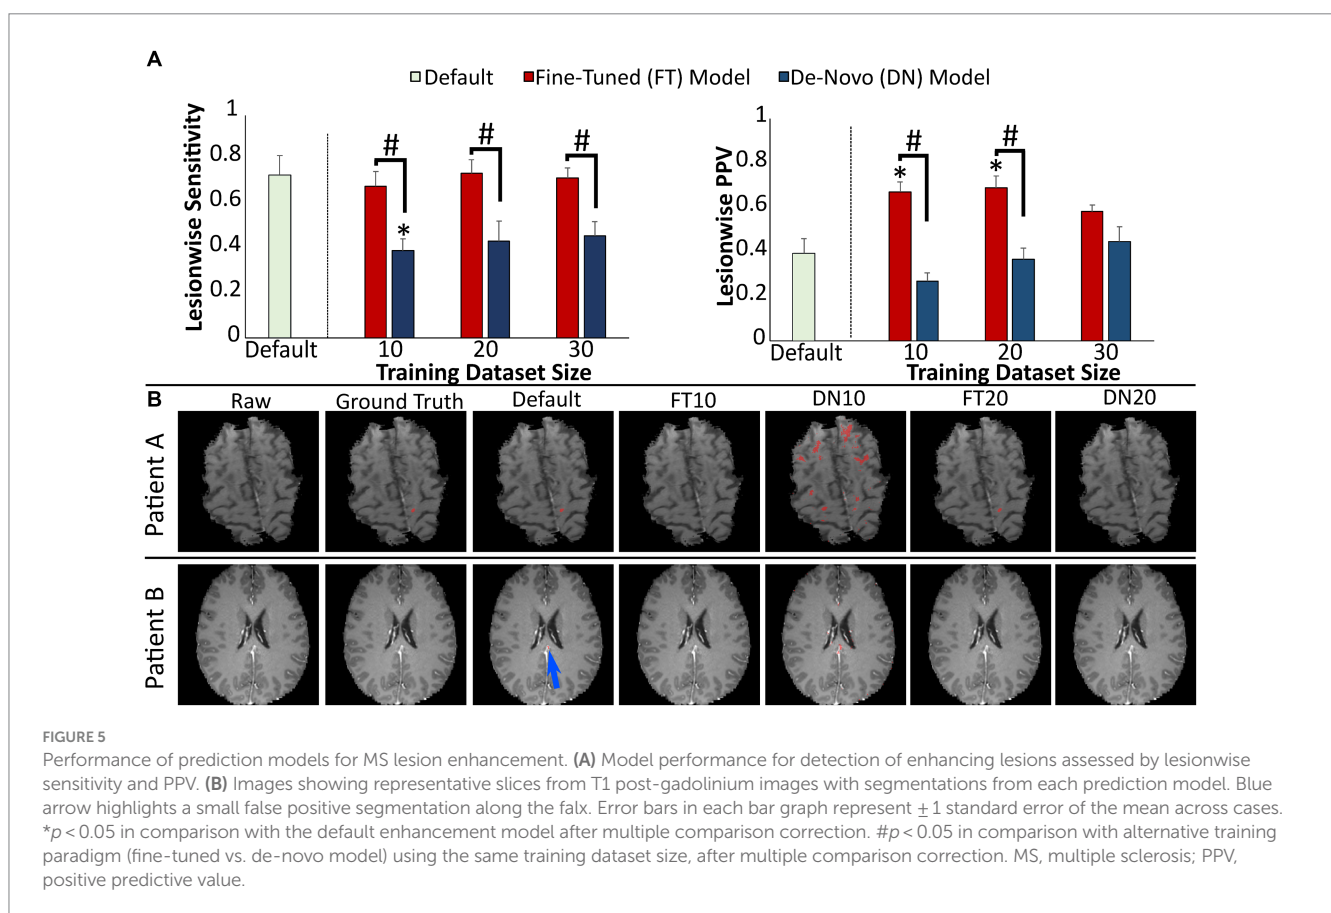 A
Default Fine-Tuned (FT) Model De-Novo (DN) Model
Lesionwise Sensitivity
1
0.8
0.6
0.4
0.2
0
# # #
*
Default 10 20 30
Training Dataset Size
Lesionwise PPV
1
0.8
0.6
0.4
0.2
0
# #
* *
Default 10 20 30
Training Dataset Size
B
Raw Ground Truth Default FT10 DN10 FT20 DN20
Patient A
Patient B
FIGURE 5
Performance of prediction models for MS lesion enhancement. (A) Model performance for detection of enhancing lesions assessed by lesionwise
sensitivity and PPV. (B) Images showing representative slices from T1 post-gadolinium images with segmentations from each prediction model. Blue
arrow highlights a small false positive segmentation along the falx. Error bars in each bar graph represent ±1 standard error of the mean across cases.
*p < 0.05 in comparison with the default enhancement model after multiple comparison correction. #p < 0.05 in comparison with alternative training
paradigm (fine-tuned vs. de-novo model) using the same training dataset size, after multiple comparison correction. MS, multiple sclerosis; PPV,
positive predictive value.